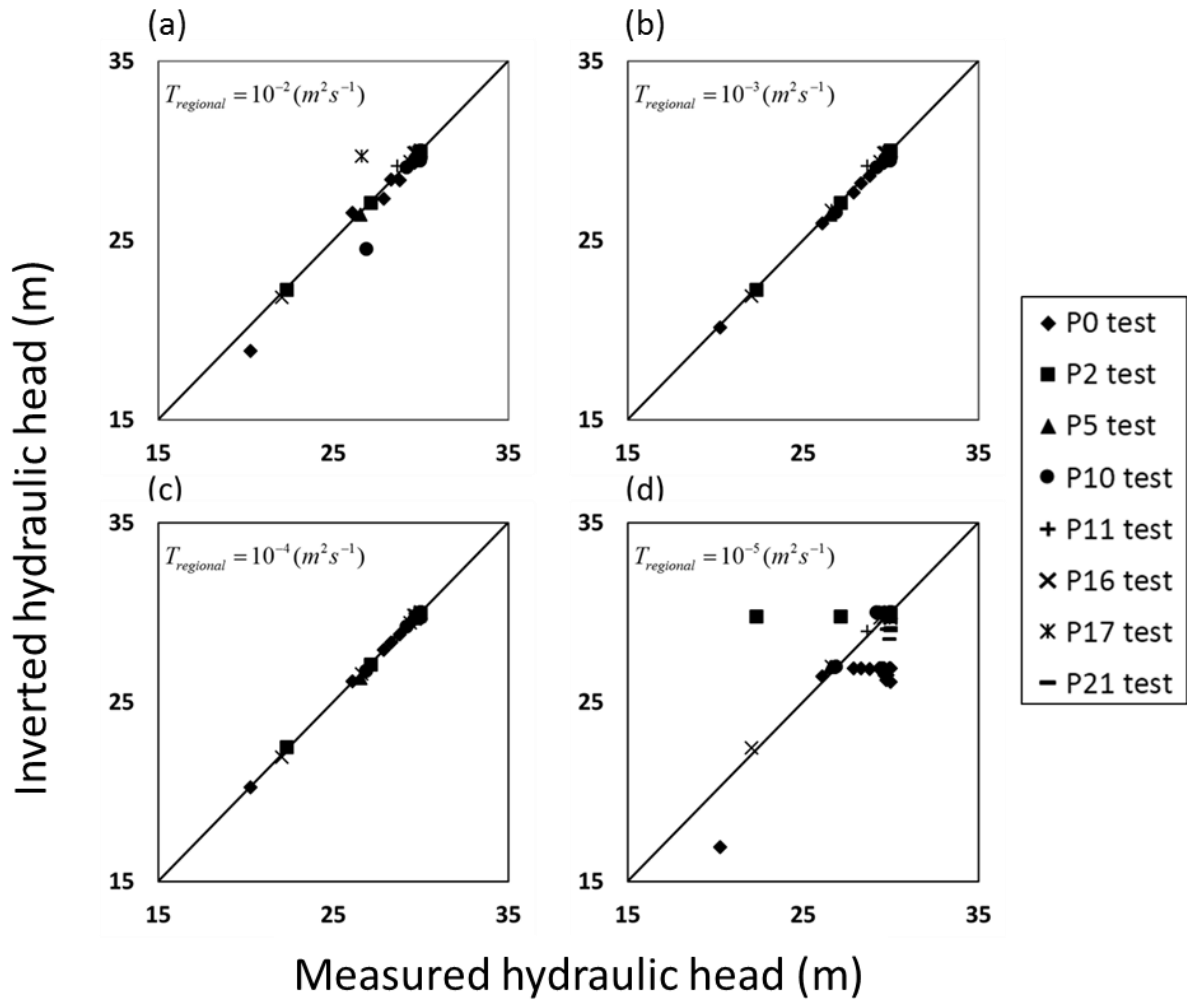 (a)
35
T_regional = 10^-2 (m^2 s^-1)
25
15
15 25 35
(b)
35
T_regional = 10^-3 (m^2 s^-1)
25
15
15 25 35
(c)
35
T_regional = 10^-4 (m^2 s^-1)
25
15
15 25 35
(d)
35
T_regional = 10^-5 (m^2 s^-1)
25
15
15 25 35
Inverted hydraulic head (m)
Measured hydraulic head (m)
P0 test
P2 test
P5 test
P10 test
P11 test
P16 test
P17 test
P21 test